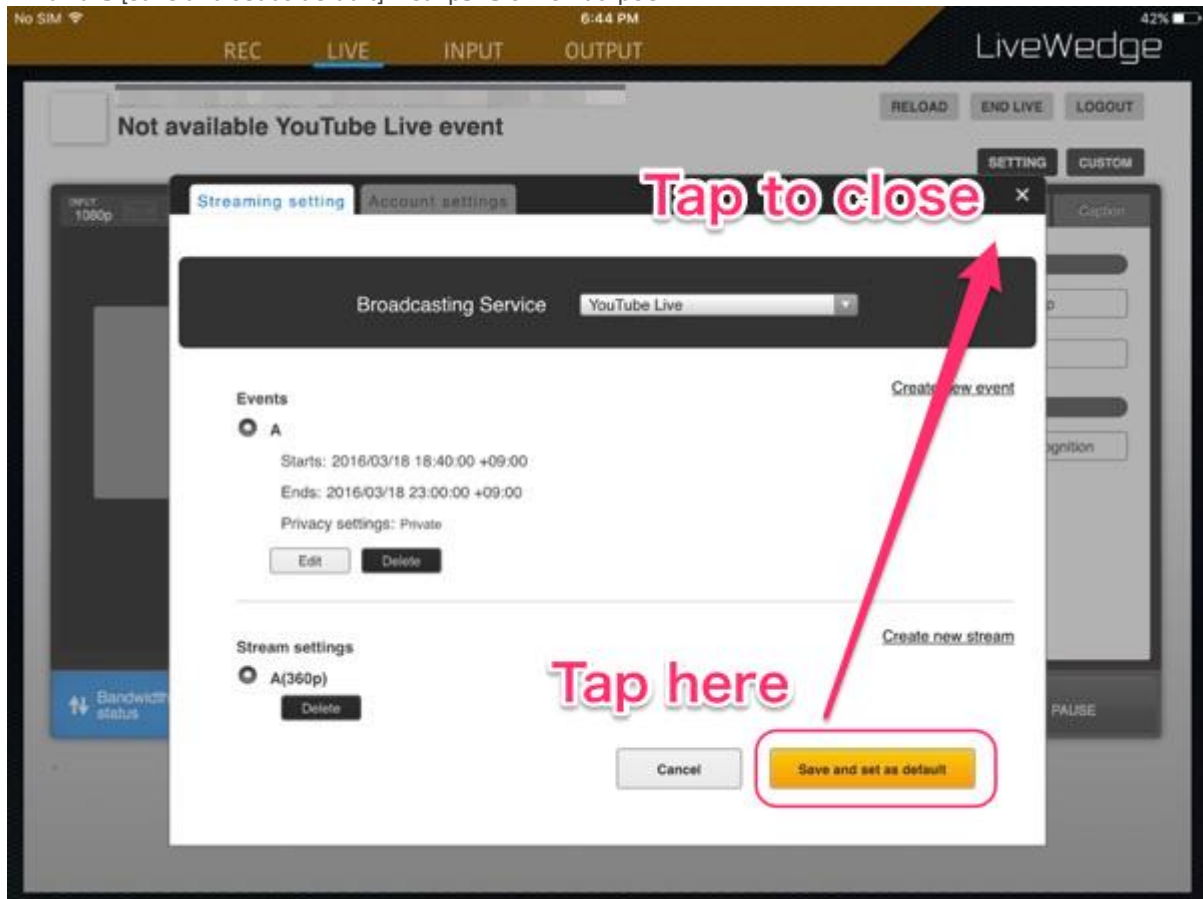 No SIM 6:44 PM 42%
REC LIVE INPUT OUTPUT LiveWedge
RELOAD END LIVE LOGOUT
Not available YouTube Live event
SETTING CUSTOM
Tap to close
Streaming setting Account settings ×
INPUT
1080p
Caption
Broadcasting Service YouTube Live
Create new event
Events
A
Starts: 2016/03/18 18:40:00 +09:00
Ends: 2016/03/18 23:00:00 +09:00
Privacy settings: Private
Edit Delete
Create new stream
Stream settings
A(360p)
Tap here
Delete
Bandwidth
status
PAUSE
Cancel Save and set as default